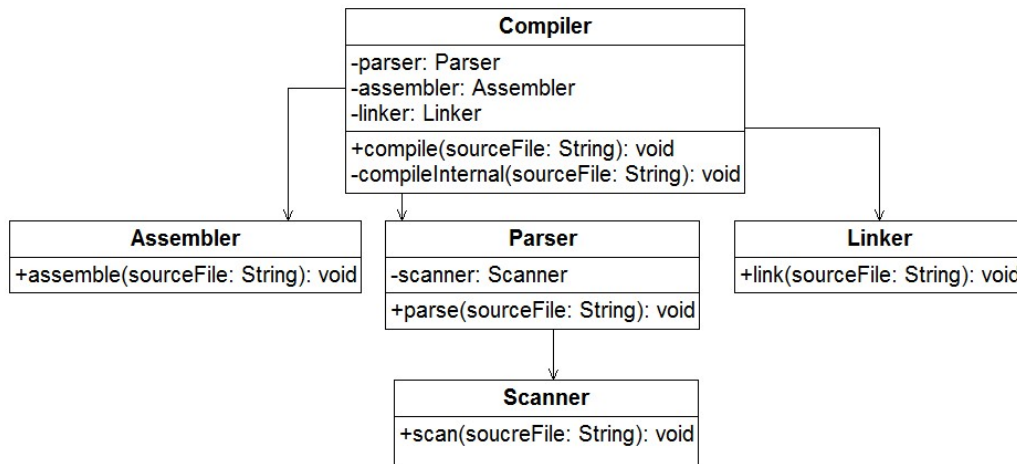 Compiler
-parser: Parser
-assembler: Assembler
-linker: Linker
+compile(sourceFile: String): void
-compileInternal(sourceFile: String): void
Assembler
+assemble(sourceFile: String): void
Parser
-scanner: Scanner
+parse(sourceFile: String): void
Linker
+link(sourceFile: String): void
Scanner
+scan(soucreFile: String): void